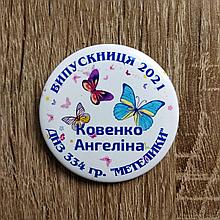 ВИПУСКНИЦЯ 2021
Ковенко
Ангеліна
ДНЗ 334 гр. "МЕТЕЛИКИ"